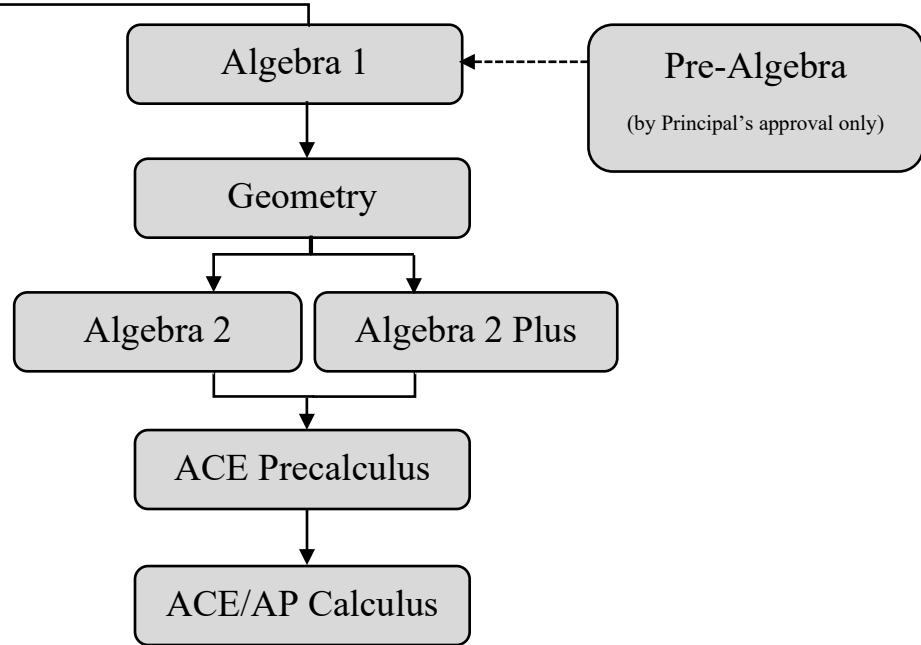 Algebra 1
Pre-Algebra
(by Principal’s approval only)
Geometry
Algebra 2
Algebra 2 Plus
ACE Precalculus
ACE/AP Calculus